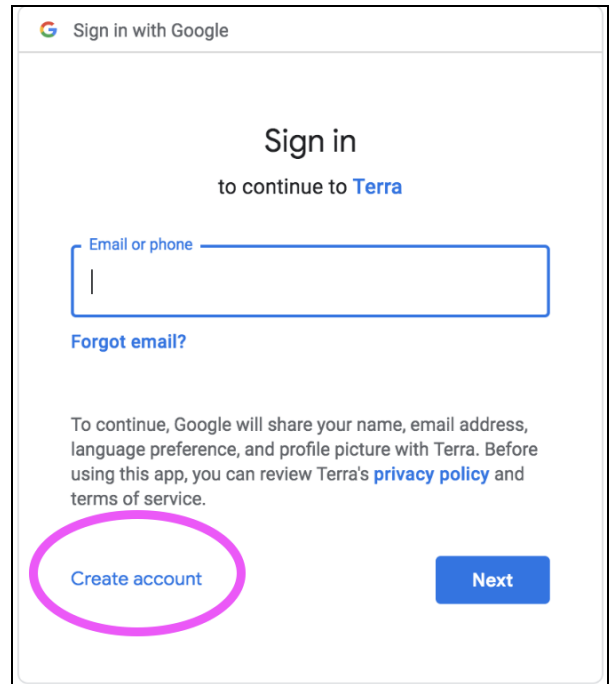 Sign in with Google
Sign in
to continue to Terra
Email or phone
Forgot email?
To continue, Google will share your name, email address,
language preference, and profile picture with Terra. Before
using this app, you can review Terra's privacy policy and
terms of service.
Create account
Next